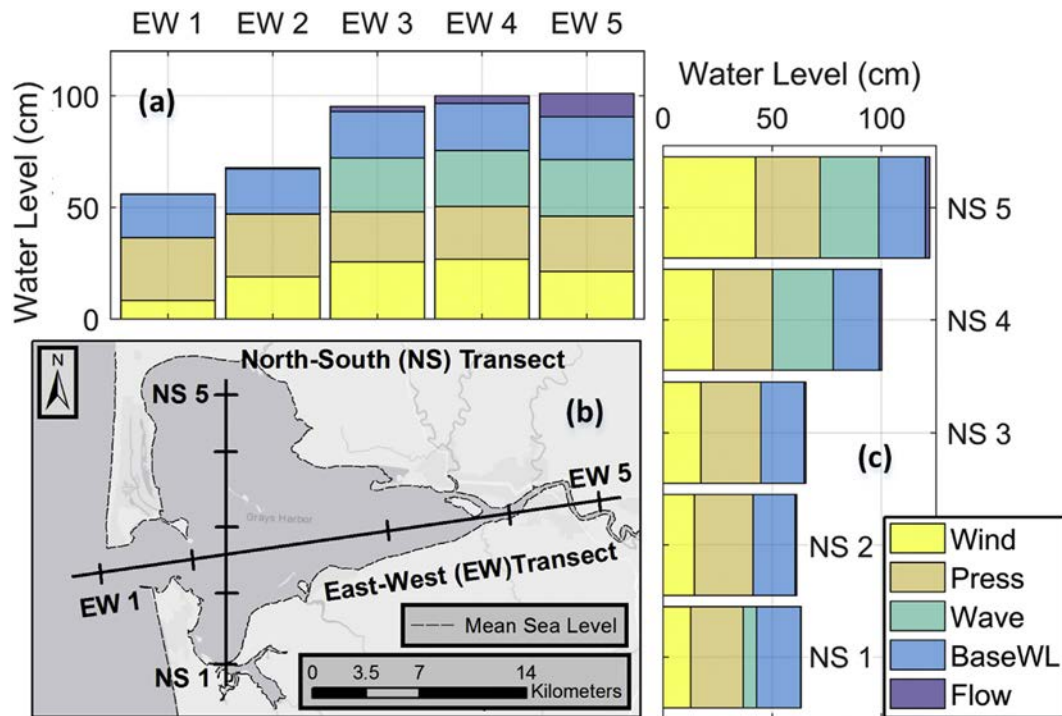 EW 1 EW 2 EW 3 EW 4 EW 5
Water Level (cm)
100
50
0
(a)
Water Level (cm)
0 50 100
NS 5
NS 4
NS 3
NS 2
NS 1
(c)
N
North-South (NS) Transect
NS 5
(b)
EW 5
Grays Harbor
EW 1
East-West (EW)Transect
NS 1
Mean Sea Level
0 3.5 7 14
Kilometers
Wind
Press
Wave
BaseWL
Flow